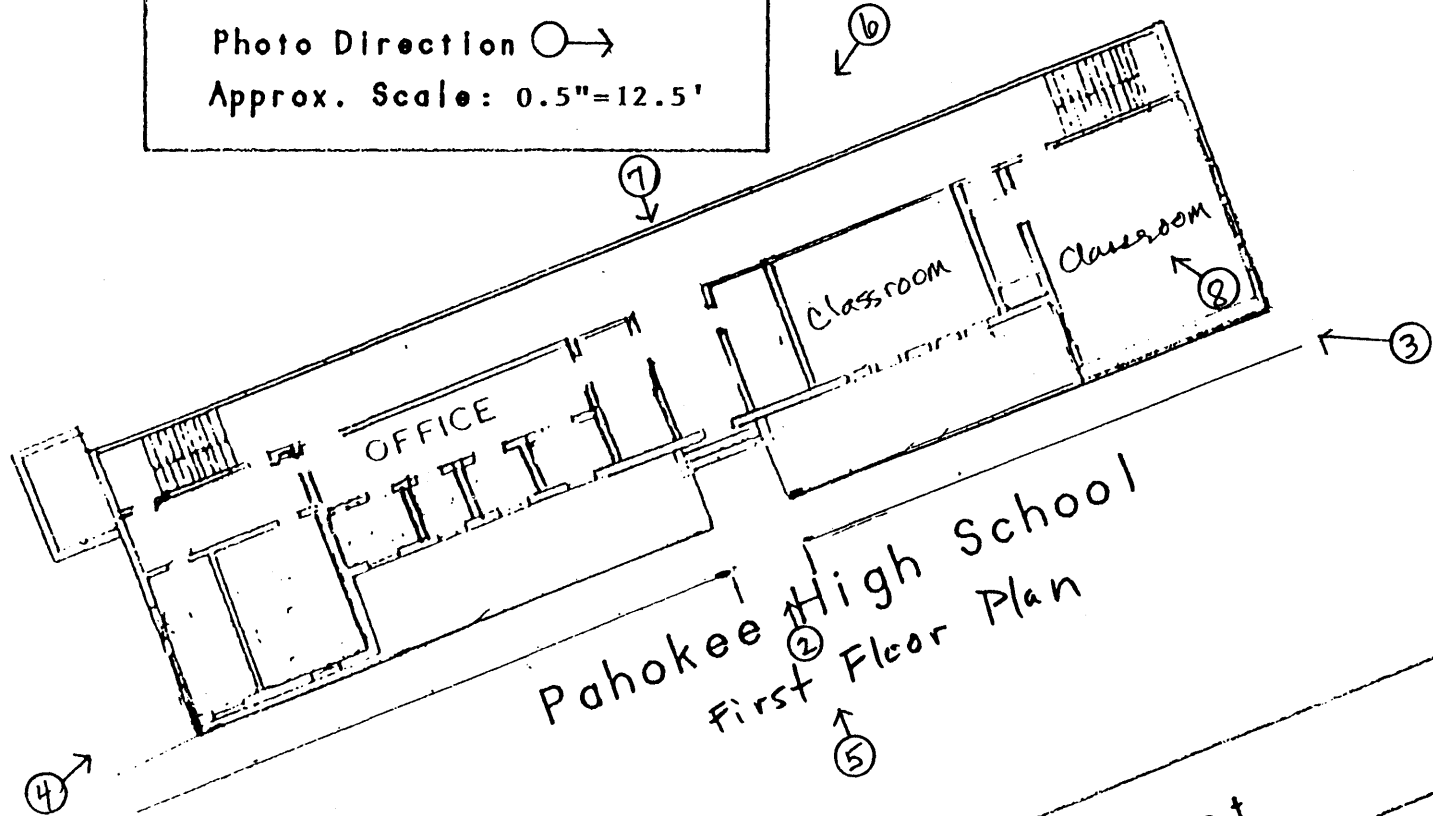 Photo Direction
Approx. Scale: 0.5"=12.5'
6
7
Classroom
Classroom
8
3
OFFICE
Pahokee High School
2
First Floor Plan
5
4